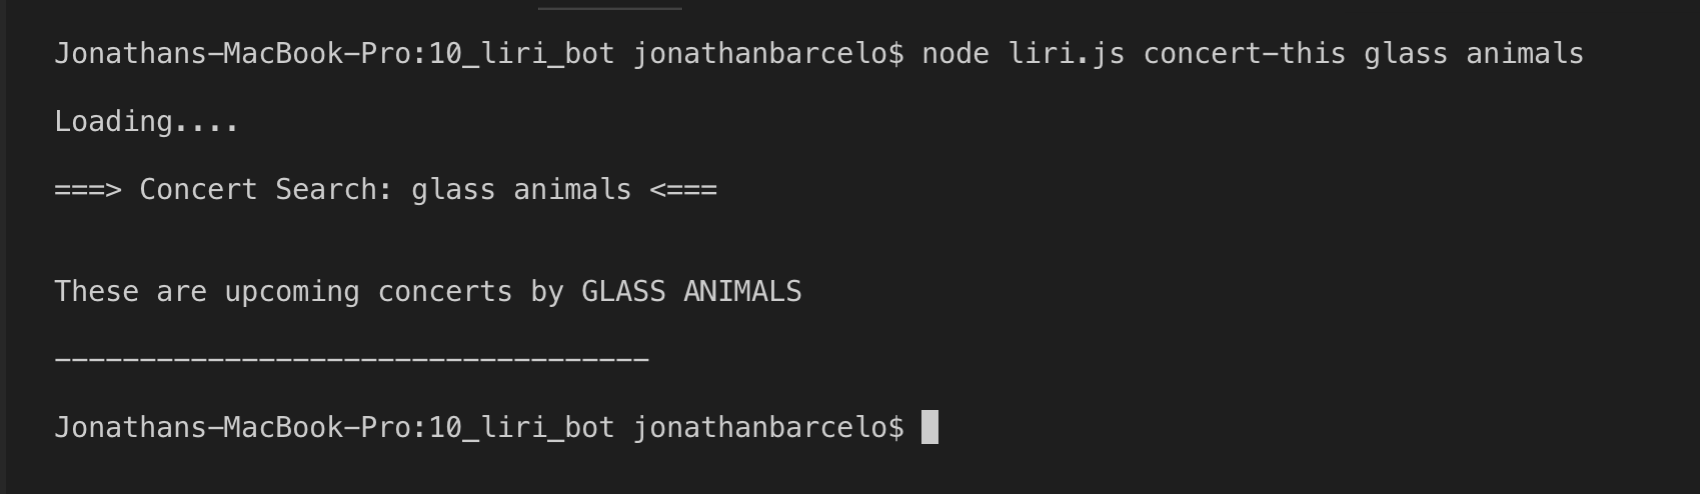 Jonathans-MacBook-Pro:10_liri_bot jonathanbarcelo$ node liri.js concert-this glass animals
Loading....
===> Concert Search: glass animals <===
These are upcoming concerts by GLASS ANIMALS
-----------------------------------
Jonathans-MacBook-Pro:10_liri_bot jonathanbarcelo$